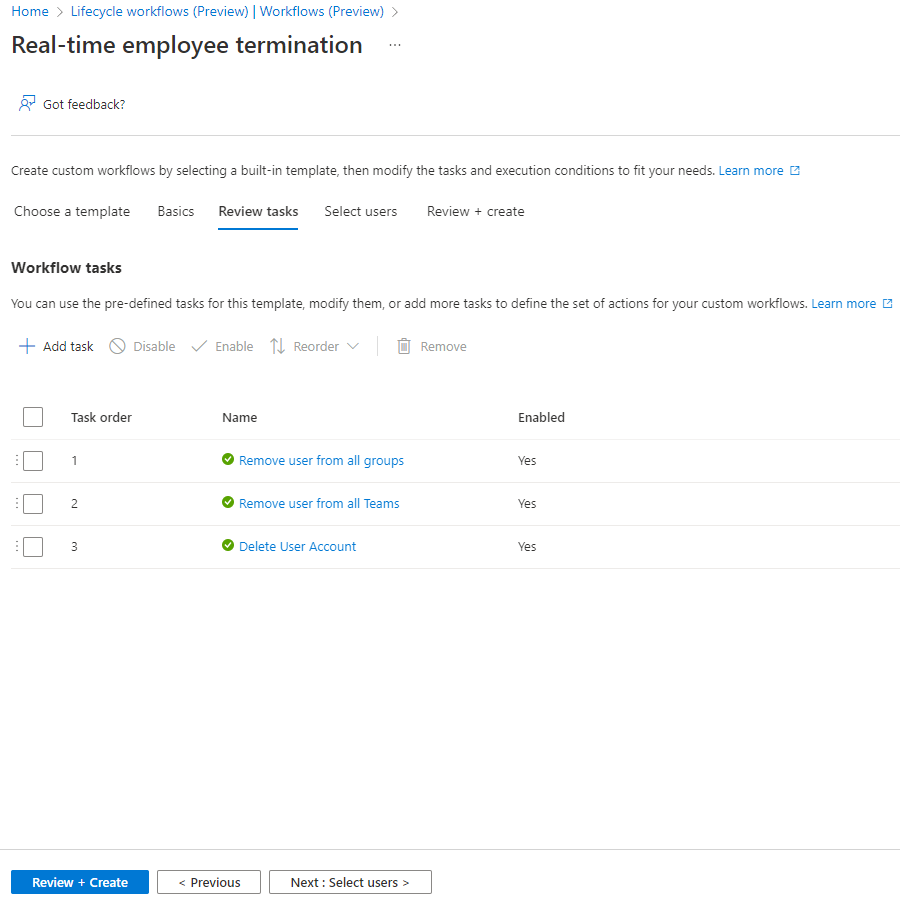 Home > Lifecycle workflows (Preview) | Workflows (Preview) >
Real-time employee termination ...
Got feedback?
Create custom workflows by selecting a built-in template, then modify the tasks and execution conditions to fit your needs. Learn more
Choose a template Basics Review tasks Select users Review + create
Workflow tasks
You can use the pre-defined tasks for this template, modify them, or add more tasks to define the set of actions for your custom workflows. Learn more
Add task Disable Enable Reorder Remove
Task order Name Enabled
1 Remove user from all groups Yes
2 Remove user from all Teams Yes
3 Delete User Account Yes
Review + Create < Previous Next : Select users >